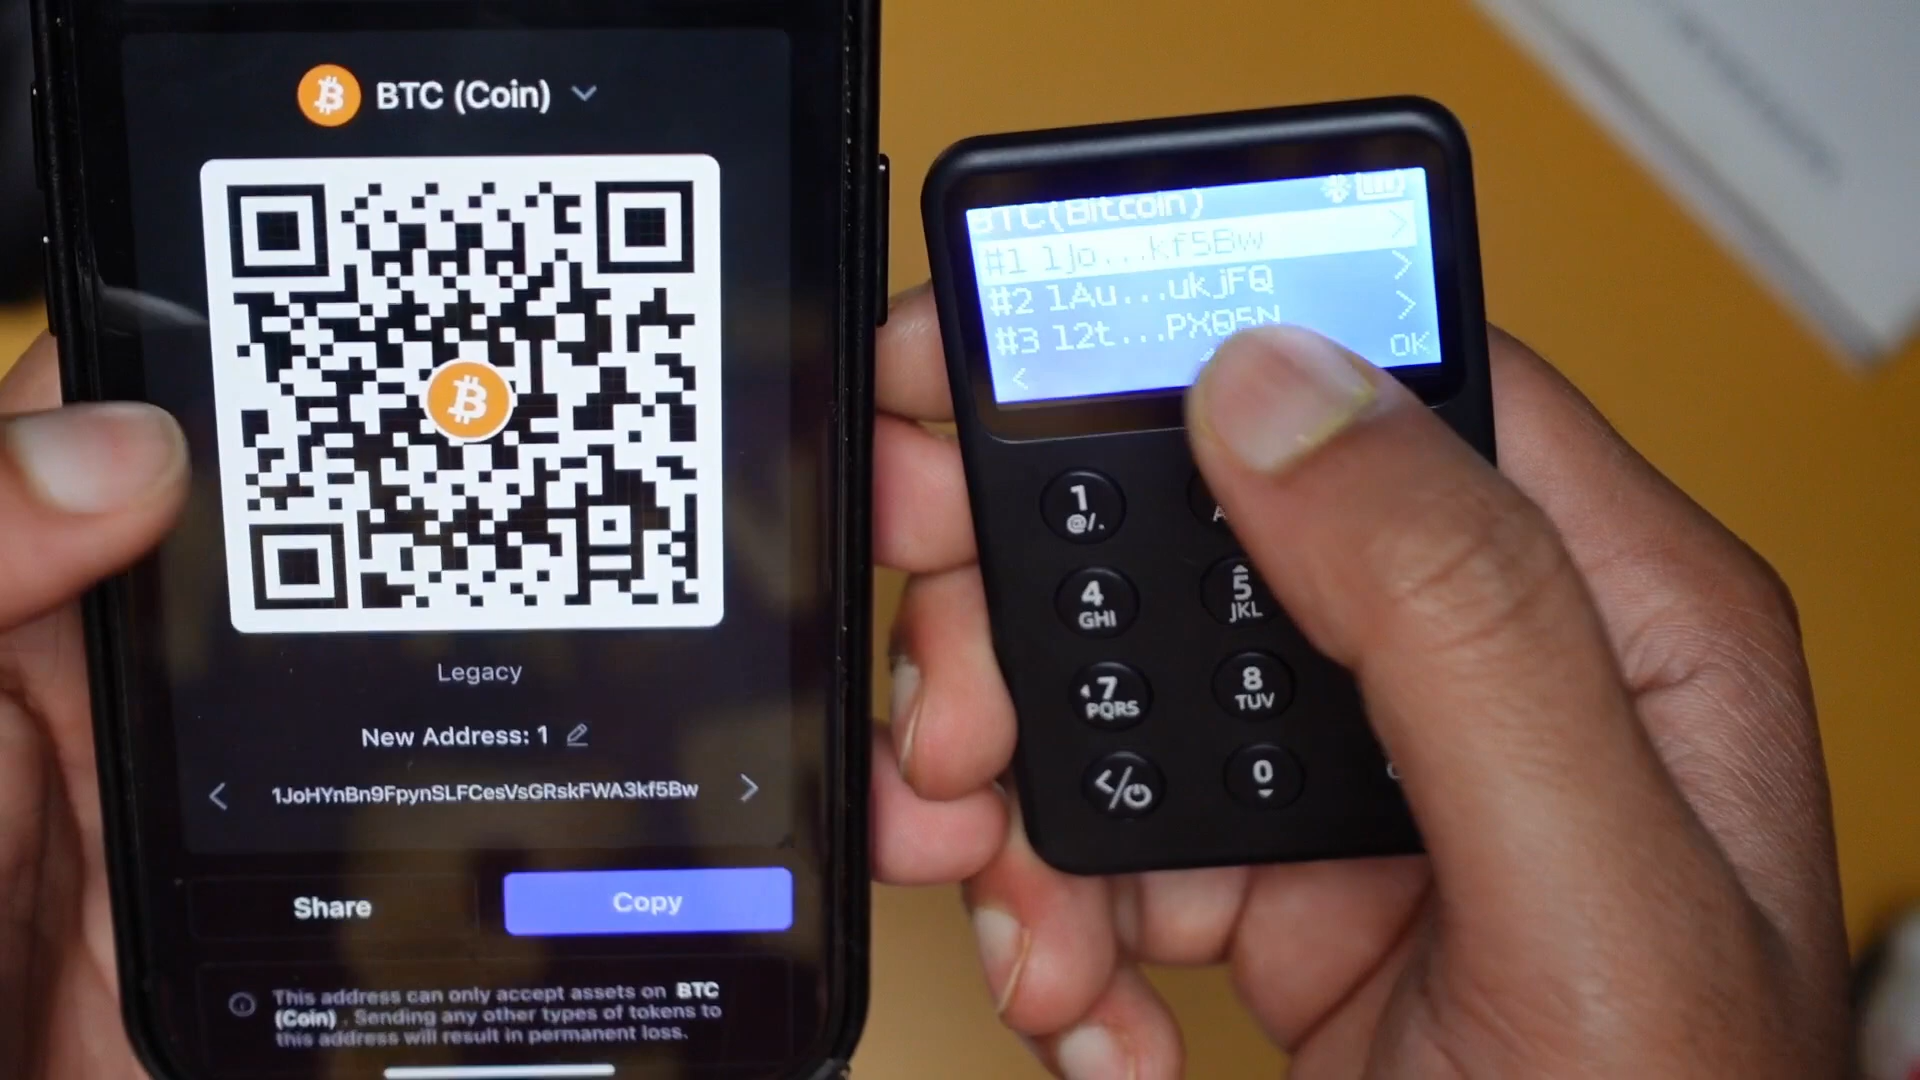 BTC (Coin)
Legacy
New Address: 1
1JoHYnBn9FpynSLFCesVsGRskFWA3kf5Bw
Share
Copy
This address can only accept assets on BTC
(Coin) . Sending any other types of tokens to
this address will result in permanent loss.
BTC(Bitcoin)
#1 1Jo...kf5Bw >
#2 1Au...ukjFQ >
#3 12t...PXQ5N >
< OK
1
@/.
4
GHI
5
JKL
7
PQRS
8
TUV
0